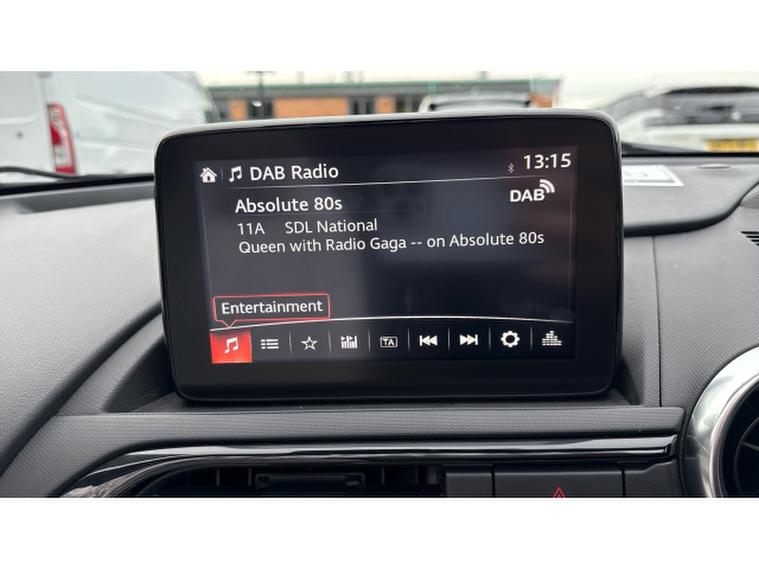 DAB Radio
13:15
Absolute 80s
DAB
11A SDL National
Queen with Radio Gaga -- on Absolute 80s
Entertainment
TA